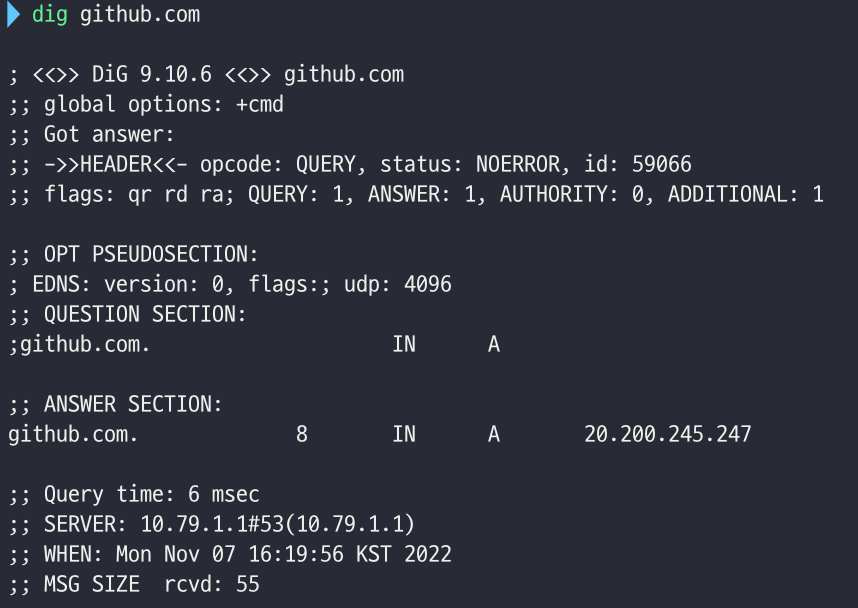 dig github.com
; <<>> DiG 9.10.6 <<>> github.com
;; global options: +cmd
;; Got answer:
;; ->>HEADER<<- opcode: QUERY, status: NOERROR, id: 59066
;; flags: qr rd ra; QUERY: 1, ANSWER: 1, AUTHORITY: 0, ADDITIONAL: 1
;; OPT PSEUDOSECTION:
; EDNS: version: 0, flags:; udp: 4096
;; QUESTION SECTION:
;github.com. IN A
;; ANSWER SECTION:
github.com. 8 IN A 20.200.245.247
;; Query time: 6 msec
;; SERVER: 10.79.1.1#53(10.79.1.1)
;; WHEN: Mon Nov 07 16:19:56 KST 2022
;; MSG SIZE  rcvd: 55